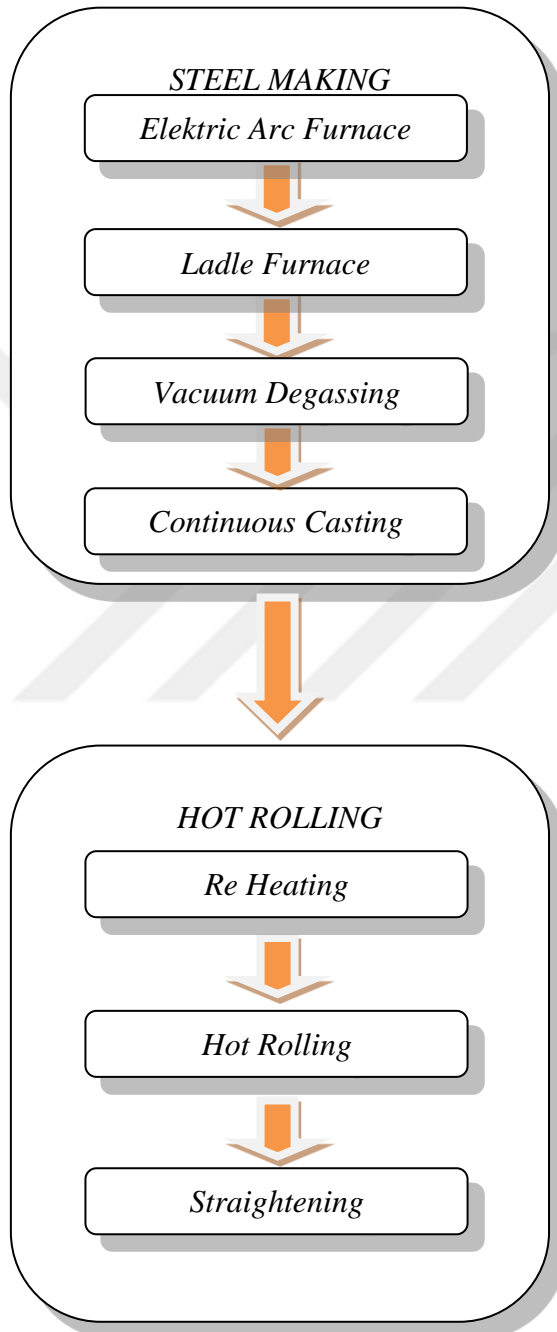 STEEL MAKING
Elektric Arc Furnace
Ladle Furnace
Vacuum Degassing
Continuous Casting
HOT ROLLING
Re Heating
Hot Rolling
Straightening